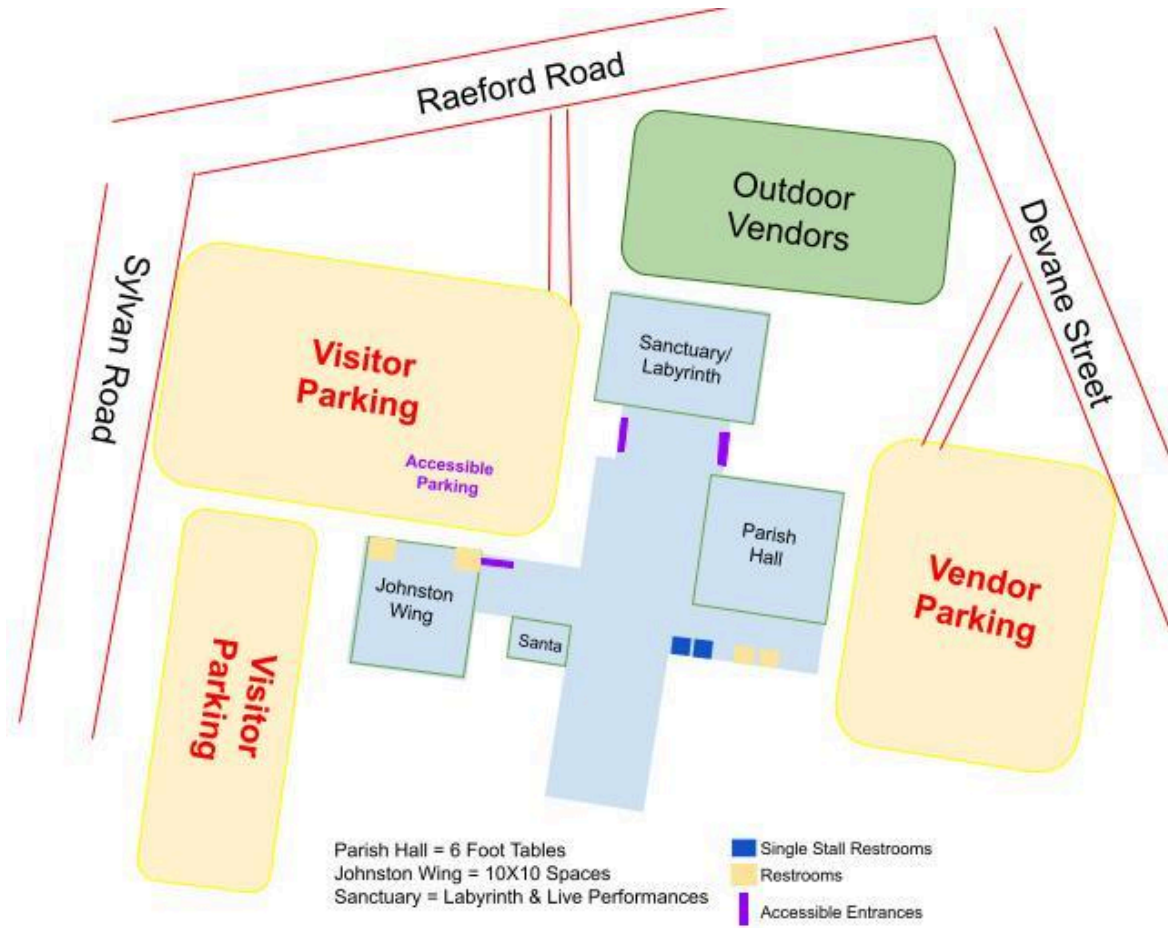 Raeford Road
Outdoor
Vendors
Devane Street
Sylvan Road
Sanctuary/
Labyrinth
Visitor
Parking
Accessible
Parking
Parish
Hall
Vendor
Parking
Johnston
Wing
Santa
Visitor
Parking
Parish Hall = 6 Foot Tables
Johnston Wing = 10X10 Spaces
Sanctuary = Labyrinth & Live Performances
Single Stall Restrooms
Restrooms
Accessible Entrances